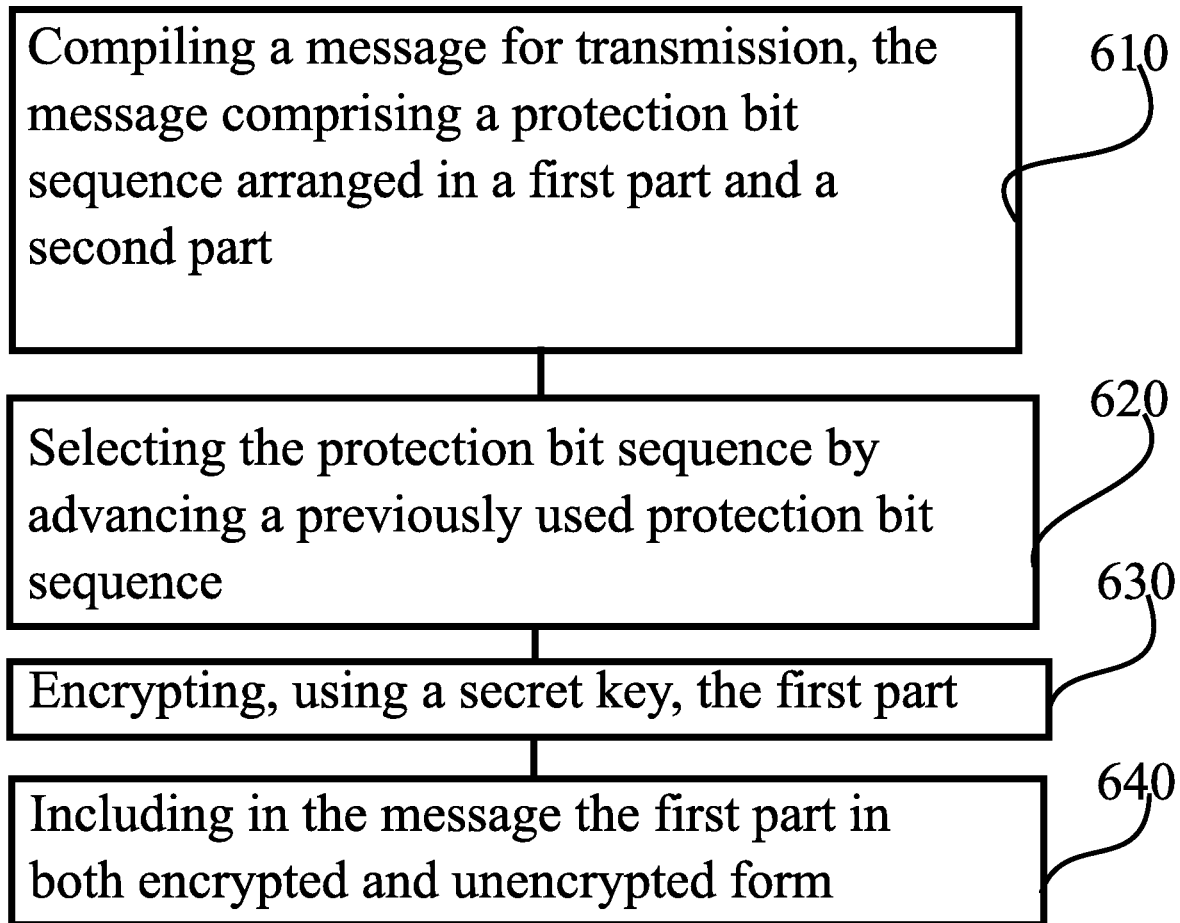 Compiling a message for transmission, the
message comprising a protection bit
sequence arranged in a first part and a
second part
610
Selecting the protection bit sequence by
advancing a previously used protection bit
sequence
620
Encrypting, using a secret key, the first part
630
Including in the message the first part in
both encrypted and unencrypted form
640